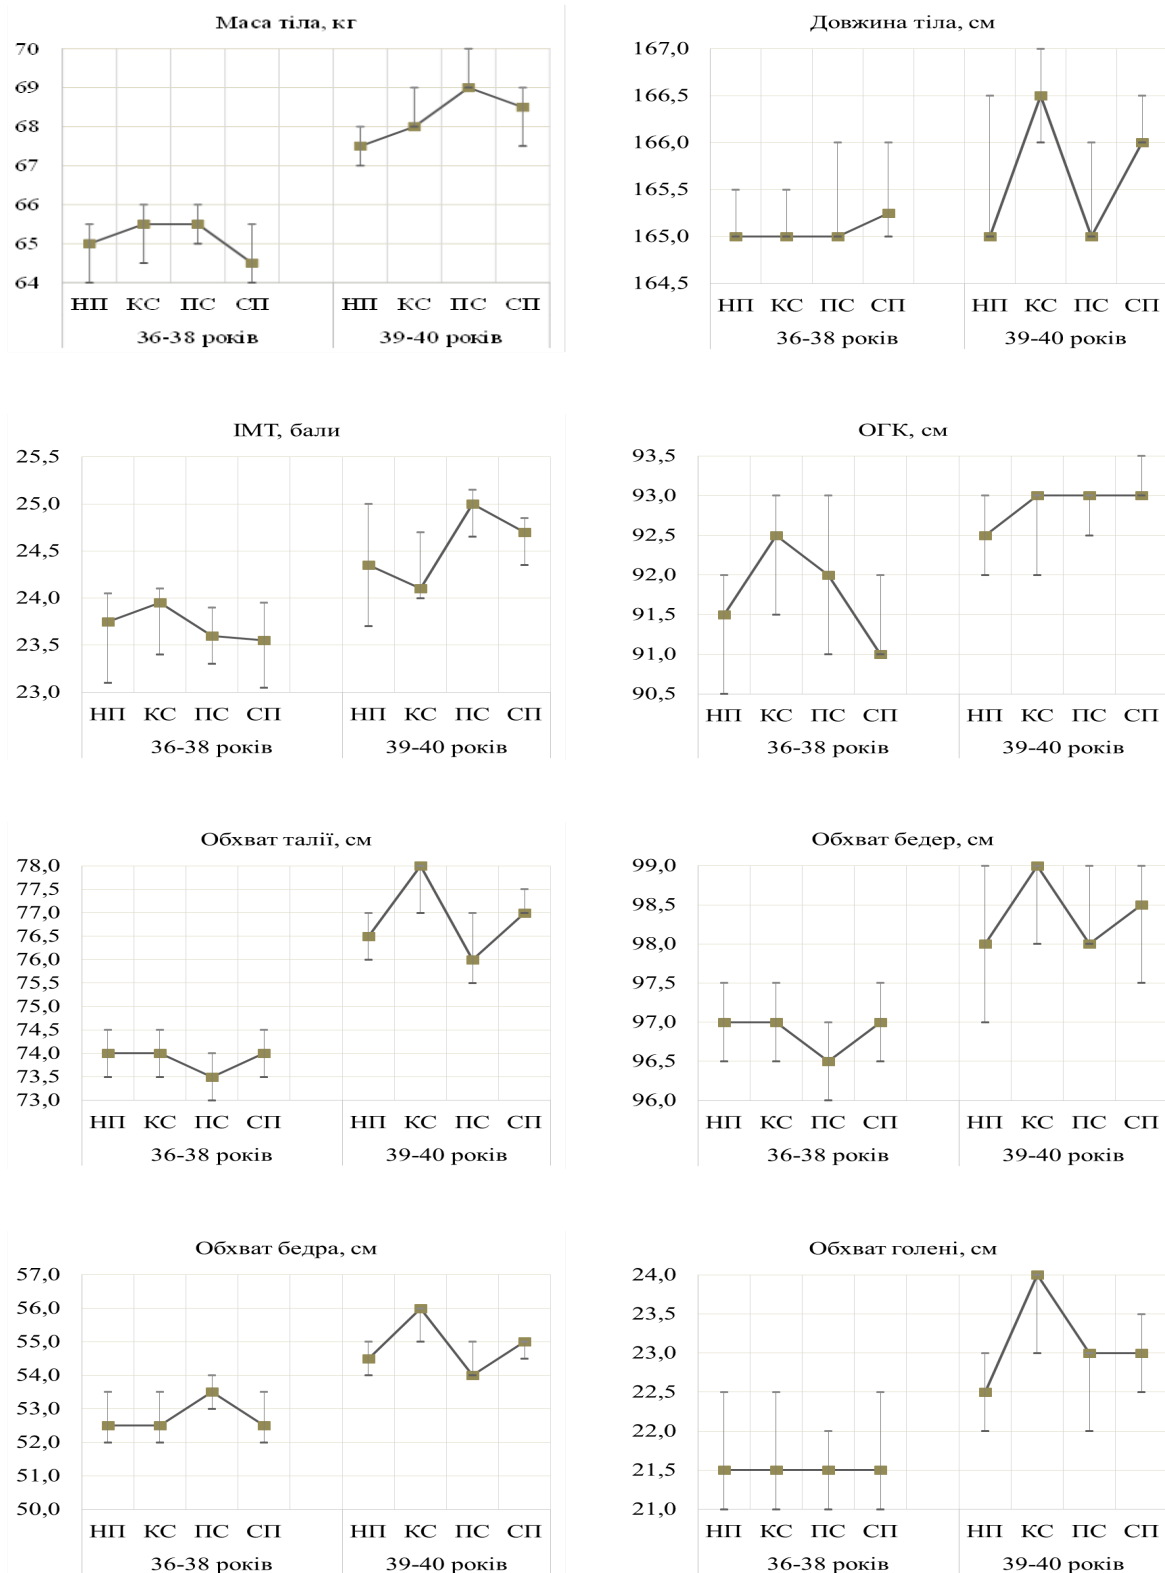 Маса тіла, кг
70
69
68
67
66
65
64
НП КС ПС СП НП КС ПС СП
36-38 років 39-40 років
Довжина тіла, см
167,0
166,5
166,0
165,5
165,0
164,5
НП КС ПС СП НП КС ПС СП
36-38 років 39-40 років
ІМТ, бали
25,5
25,0
24,5
24,0
23,5
23,0
НП КС ПС СП НП КС ПС СП
36-38 років 39-40 років
ОГК, см
93,5
93,0
92,5
92,0
91,5
91,0
90,5
НП КС ПС СП НП КС ПС СП
36-38 років 39-40 років
Обхват талії, см
78,0
77,5
77,0
76,5
76,0
75,5
75,0
74,5
74,0
73,5
73,0
НП КС ПС СП НП КС ПС СП
36-38 років 39-40 років
Обхват бедер, см
99,0
98,5
98,0
97,5
97,0
96,5
96,0
НП КС ПС СП НП КС ПС СП
36-38 років 39-40 років
Обхват бедра, см
57,0
56,0
55,0
54,0
53,0
52,0
51,0
50,0
НП КС ПС СП НП КС ПС СП
36-38 років 39-40 років
Обхват голені, см
24,0
23,5
23,0
22,5
22,0
21,5
21,0
НП КС ПС СП НП КС ПС СП
36-38 років 39-40 років